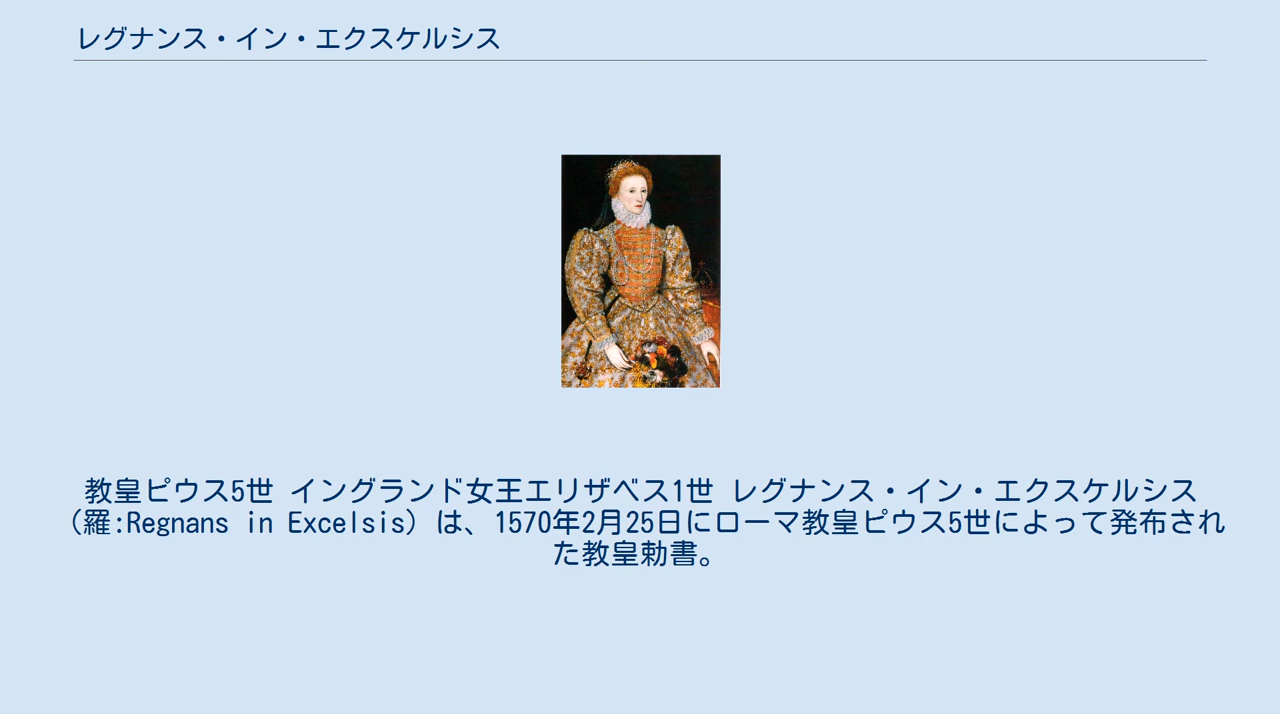 レグナンス・イン・エクスケルシス
教皇ピウス5世 イングランド女王エリザベス1世 レグナンス・イン・エクスケルシス
(羅:Regnans in Excelsis) は、1570年2月25日にローマ教皇ピウス5世によって発布され
た教皇勅書。